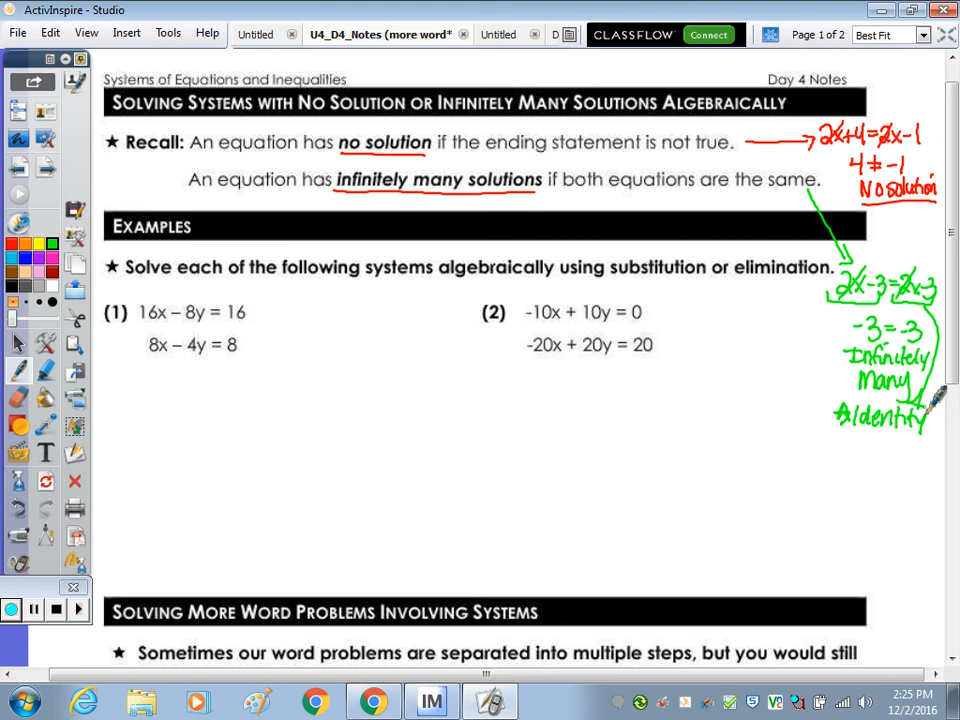 ActivInspire - Studio
File Edit View Insert Tools Help
Untitled
U4_D4_Notes (more word*
Untitled
D
CLASSFLOW Connect
Page 1 of 2
Best Fit
Systems of Equations and Inequalities
Day 4 Notes
SOLVING SYSTEMS WITH NO SOLUTION OR INFINITELY MANY SOLUTIONS ALGEBRAICALLY
★ Recall: An equation has no solution if the ending statement is not true.
2x+4=2x-1
4≠-1
No solution
An equation has infinitely many solutions if both equations are the same.
EXAMPLES
★ Solve each of the following systems algebraically using substitution or elimination.
2x-3=2x-3
-3=-3
Infinitely
Many
*Identity
(1) 16x – 8y = 16
8x – 4y = 8
(2) -10x + 10y = 0
-20x + 20y = 20
SOLVING MORE WORD PROBLEMS INVOLVING SYSTEMS
★ Sometimes our word problems are separated into multiple steps, but you would still
IM
2:25 PM
12/2/2016